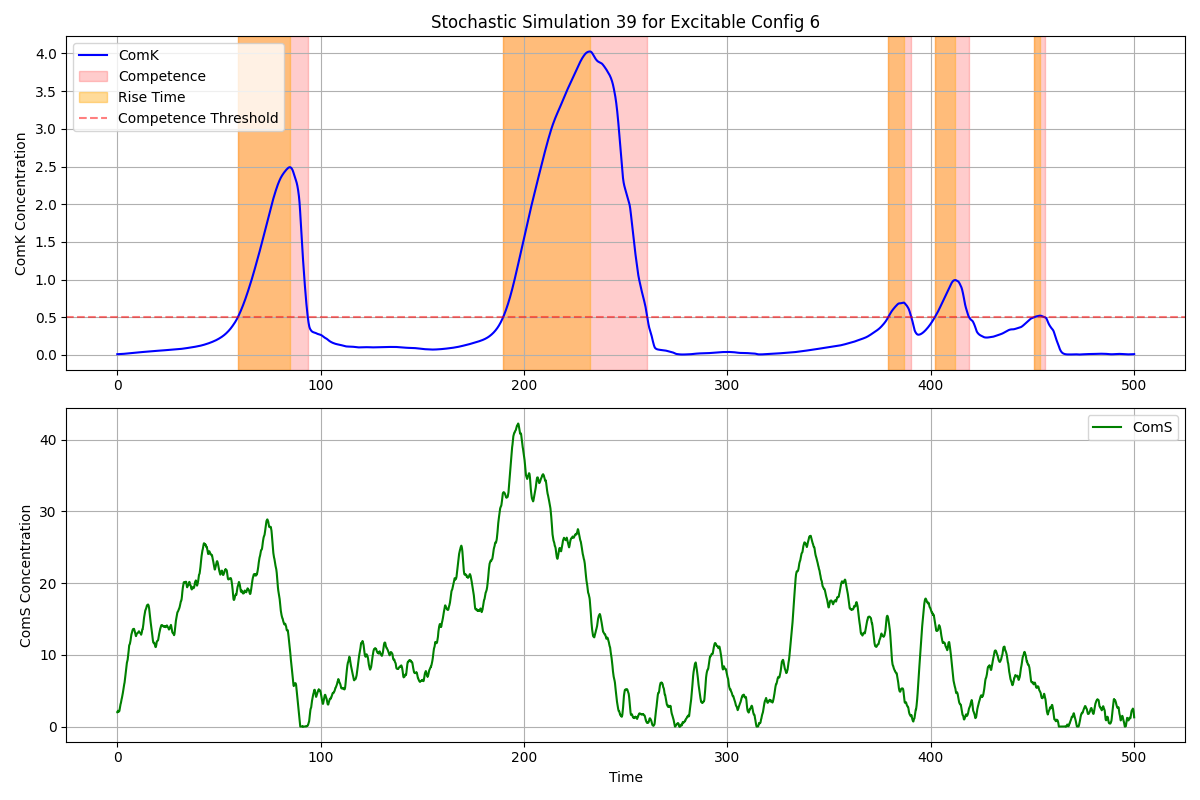 Stochastic Simulation 39 for Excitable Config 6
ComK Concentration
4.0
3.5
3.0
2.5
2.0
1.5
1.0
0.5
0.0
ComK
Competence
Rise Time
Competence Threshold
0 100 200 300 400 500
ComS Concentration
40
30
20
10
0
ComS
0 100 200 300 400 500
Time